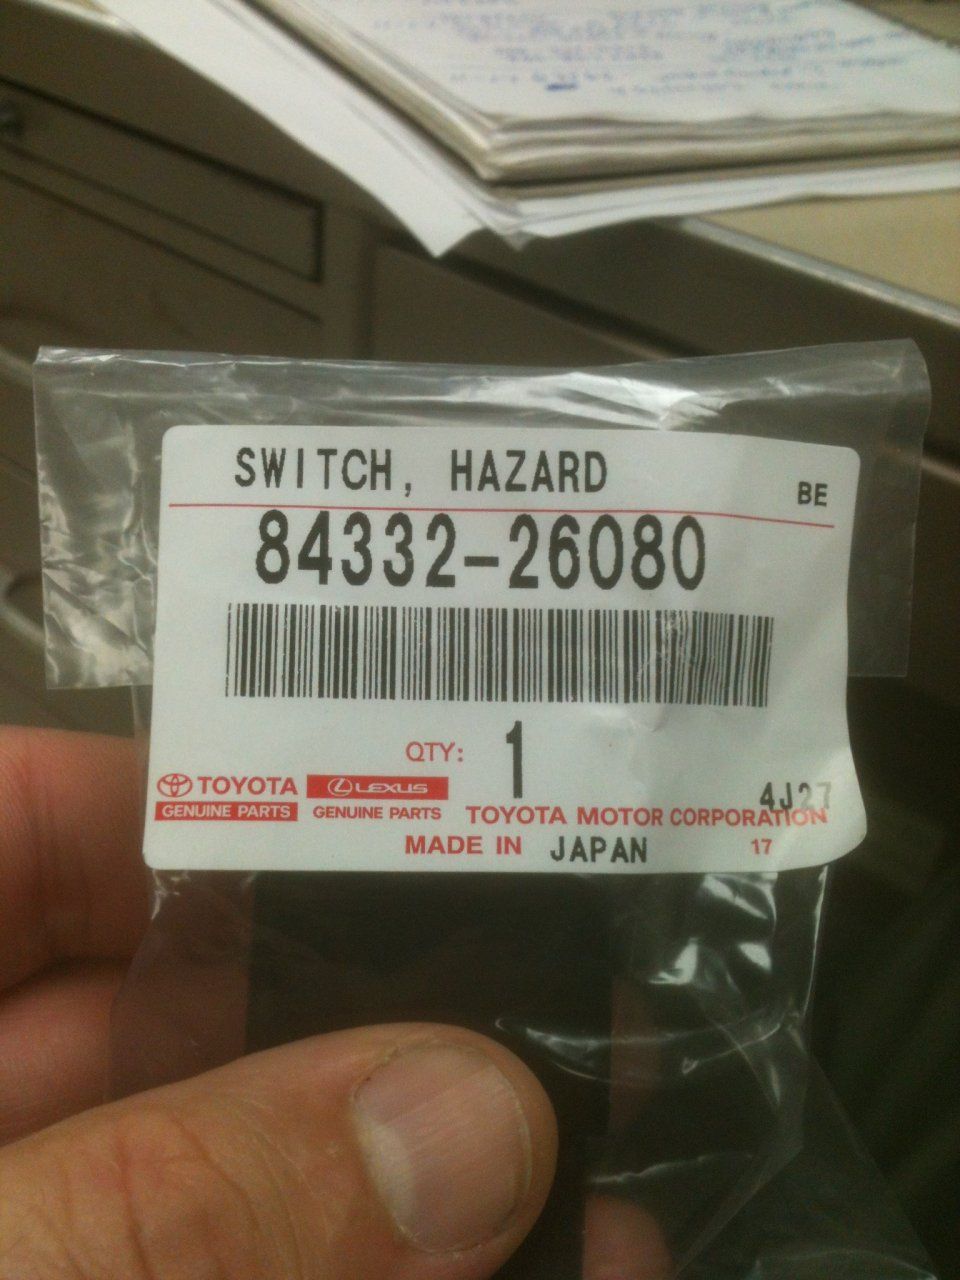 SWITCH, HAZARD
BE
84332-26080
QTY: 1
TOYOTA LEXUS
GENUINE PARTS GENUINE PARTS
4J27
TOYOTA MOTOR CORPORATION
MADE IN JAPAN 17